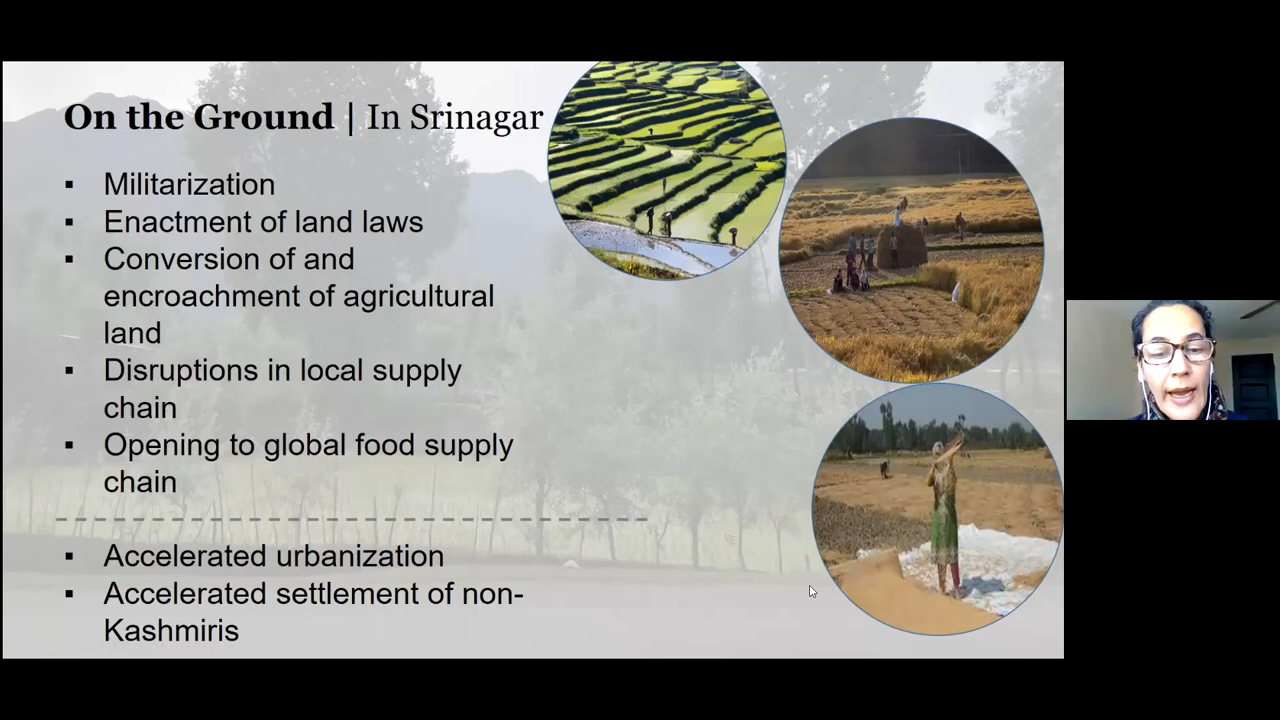 On the Ground | In Srinagar
▪ Militarization
▪ Enactment of land laws
▪ Conversion of and
encroachment of agricultural
land
▪ Disruptions in local supply
chain
▪ Opening to global food supply
chain
▪ Accelerated urbanization
▪ Accelerated settlement of non-
Kashmiris